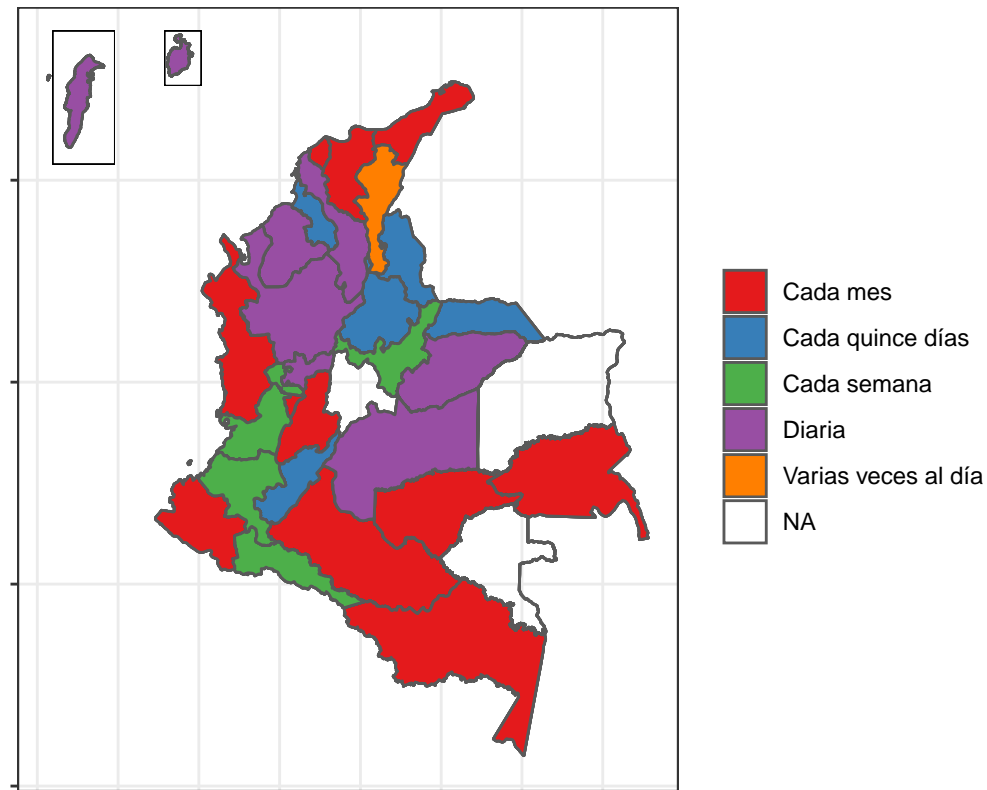 Cada mes
Cada quince días
Cada semana
Diaria
Varias veces al día
NA